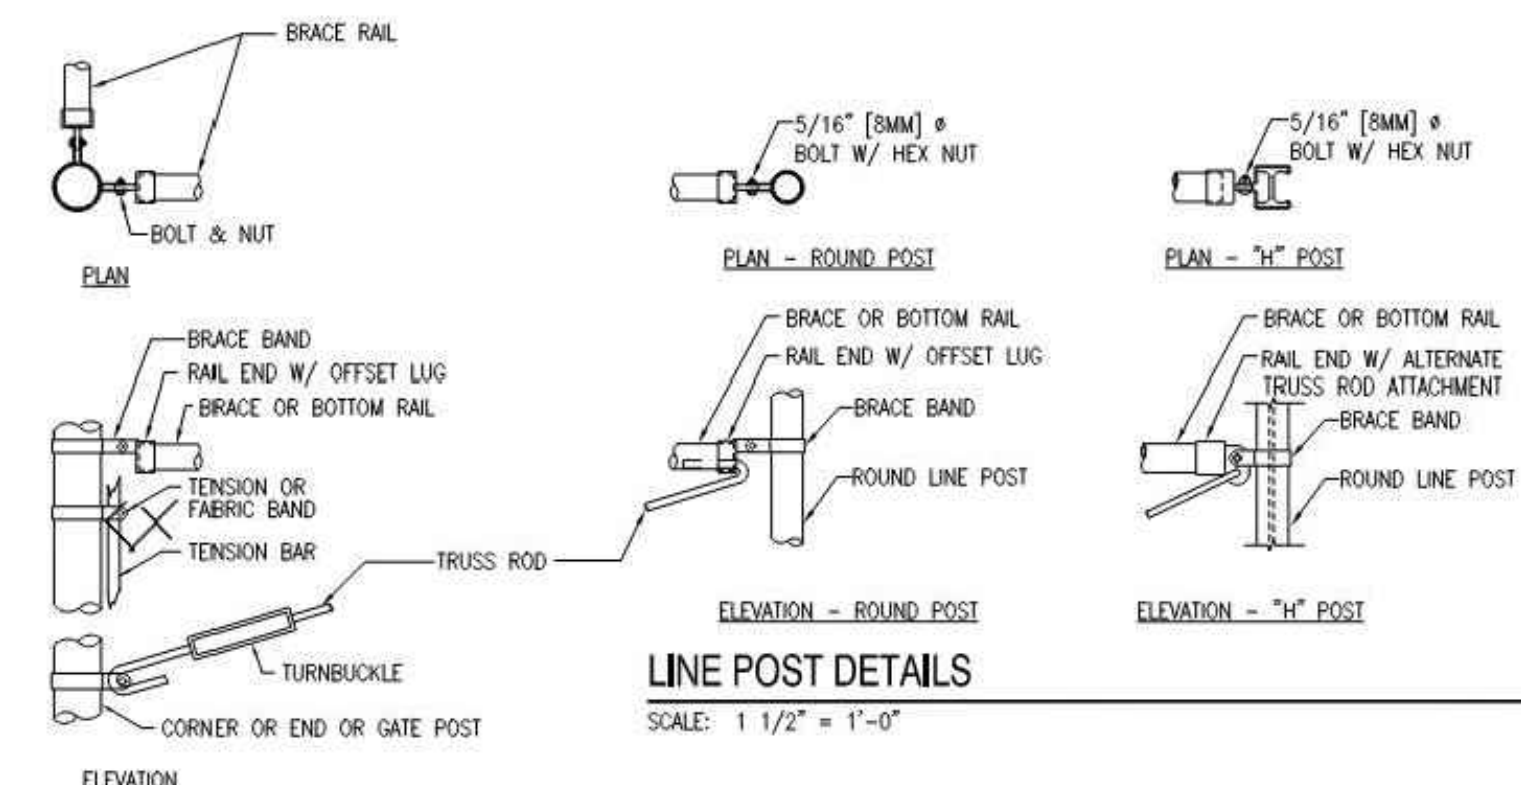 BRACE RAIL
BOLT & NUT
PLAN
5/16" [8MM] ø
BOLT W/ HEX NUT
PLAN - ROUND POST
5/16" [8MM] ø
BOLT W/ HEX NUT
PLAN - "H" POST
BRACE BAND
RAIL END W/ OFFSET LUG
BRACE OR BOTTOM RAIL
TENSION OR
FABRIC BAND
TENSION BAR
TRUSS ROD
TURNBUCKLE
CORNER OR END OR GATE POST
ELEVATION
BRACE OR BOTTOM RAIL
RAIL END W/ OFFSET LUG
BRACE BAND
ROUND LINE POST
ELEVATION - ROUND POST
BRACE OR BOTTOM RAIL
RAIL END W/ ALTERNATE
TRUSS ROD ATTACHMENT
BRACE BAND
ROUND LINE POST
ELEVATION - "H" POST
LINE POST DETAILS
SCALE: 1 1/2" = 1'-0"